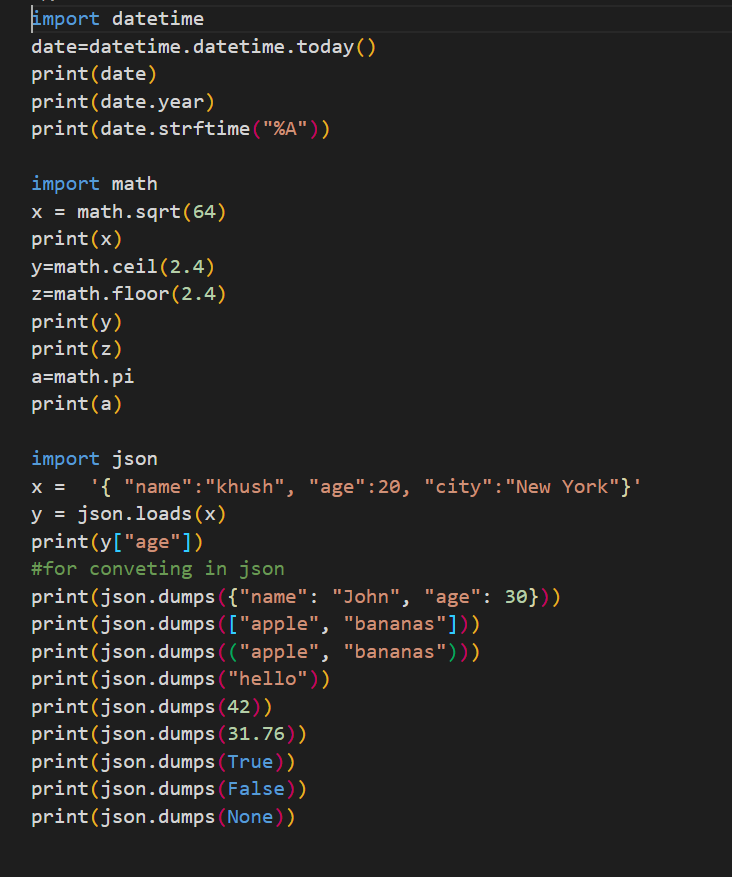 import datetime
date=datetime.datetime.today()
print(date)
print(date.year)
print(date.strftime("%A"))
import math
x = math.sqrt(64)
print(x)
y=math.ceil(2.4)
z=math.floor(2.4)
print(y)
print(z)
a=math.pi
print(a)
import json
x =  '{ "name":"khush", "age":20, "city":"New York"}'
y = json.loads(x)
print(y["age"])
#for conveting in json
print(json.dumps({"name": "John", "age": 30}))
print(json.dumps(["apple", "bananas"]))
print(json.dumps(("apple", "bananas")))
print(json.dumps("hello"))
print(json.dumps(42))
print(json.dumps(31.76))
print(json.dumps(True))
print(json.dumps(False))
print(json.dumps(None))